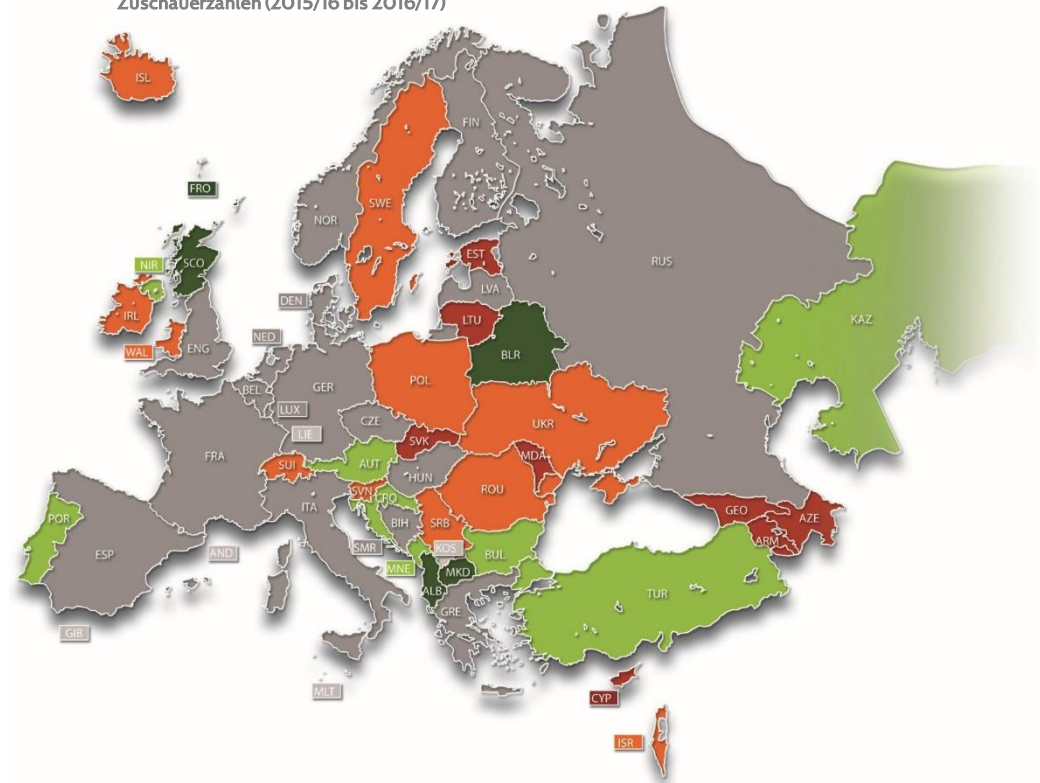 Zuschauerzahlen (2015/16 bis 2016/17)
ISL
FIN
FRO
NOR
SWE
SCO
NIR
EST
RUS
IRL
LVA
DEN
LTU
KAZ
WAL
ENG
NED
BLR
POL
GER
BEL
LUX
CZE
UKR
LIE
SVK
FRA
MDA
SUI
AUT
HUN
ROU
SVN
CRO
ITA
POR
BIH
SRB
GEO
AZE
ESP
AND
SMR
KOS
BUL
ARM
MNE
MKD
ALB
TUR
GRE
GIB
MLT
CYP
ISR